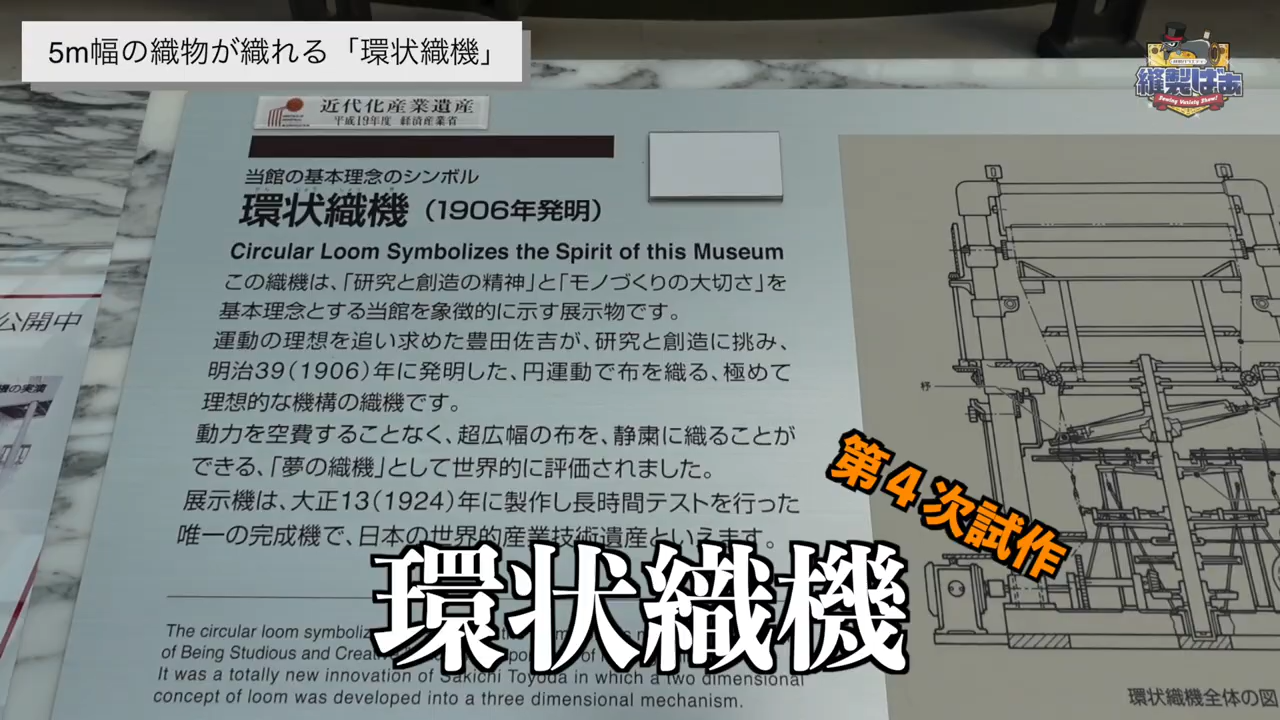 5m幅の織物が織れる「環状織機」
縫製ばあ
Sewing Variety Show!
近代化産業遺産
平成19年度 経済産業省
当館の基本理念のシンボル
環状織機(1906年発明)
Circular Loom Symbolizes the Spirit of this Museum
この織機は、「研究と創造の精神」と「モノづくりの大切さ」を
基本理念とする当館を象徴的に示す展示物です。
運動の理想を追い求めた豊田佐吉が、研究と創造に挑み、
明治39(1906)年に発明した、円運動で布を織る、極めて
理想的な機構の織機です。
動力を空費することなく、超広幅の布を、静粛に織ることが
できる、「夢の織機」として世界的に評価されました。
展示機は、大正13(1924)年に製作し長時間テストを行った
唯一の完成機で、日本の世界的産業技術遺産といえます。
公開中
の実演
杼
第4次試作
環状織機
The circular loom symboliz
of Being Studious and Creati
It was a totally new innovation of Sakichi Toyoda in which a two dimensional
concept of loom was developed into a three dimensional mechanism.
環状織機全体の図